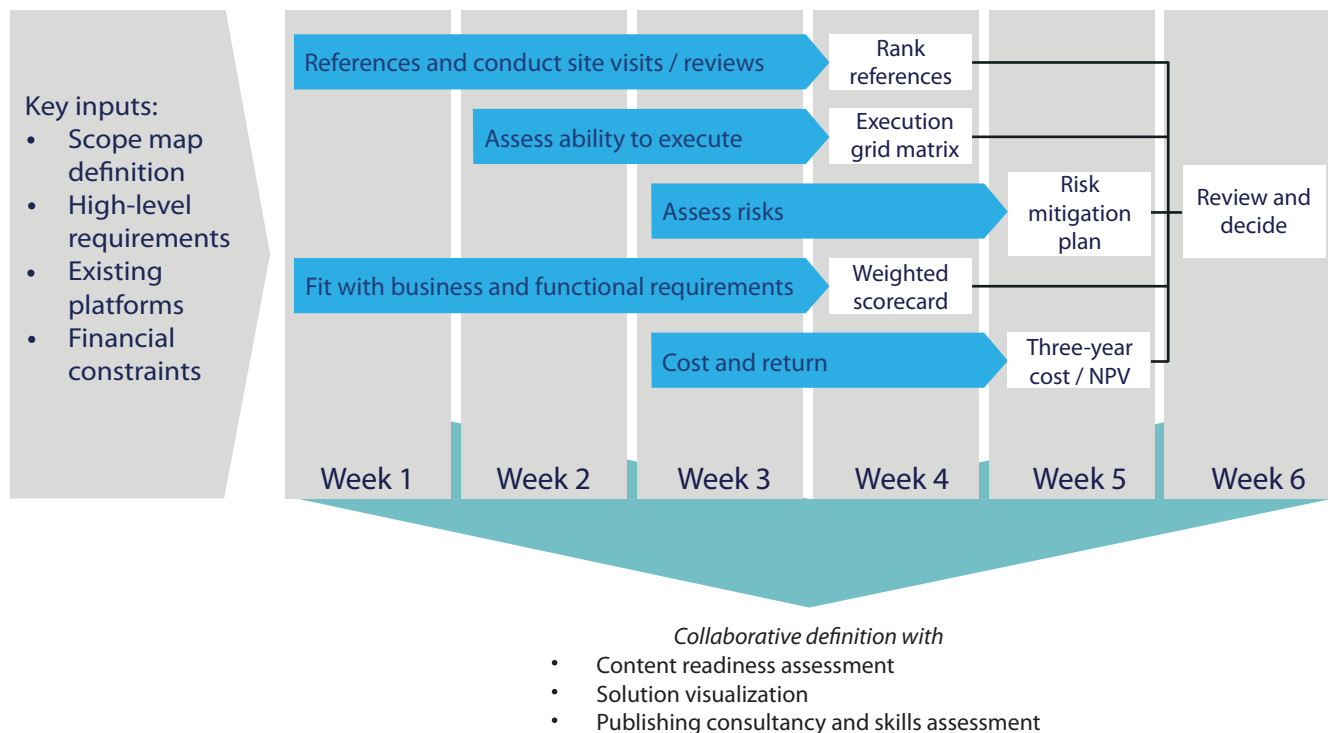 Key inputs:
• Scope map
definition
• High-level
requirements
• Existing
platforms
• Financial
constraints
References and conduct site visits / reviews
Rank
references
Assess ability to execute
Execution
grid matrix
Assess risks
Risk
mitigation
plan
Fit with business and functional requirements
Weighted
scorecard
Cost and return
Three-year
cost / NPV
Review and
decide
Week 1
Week 2
Week 3
Week 4
Week 5
Week 6
Collaborative definition with
• Content readiness assessment
• Solution visualization
• Publishing consultancy and skills assessment